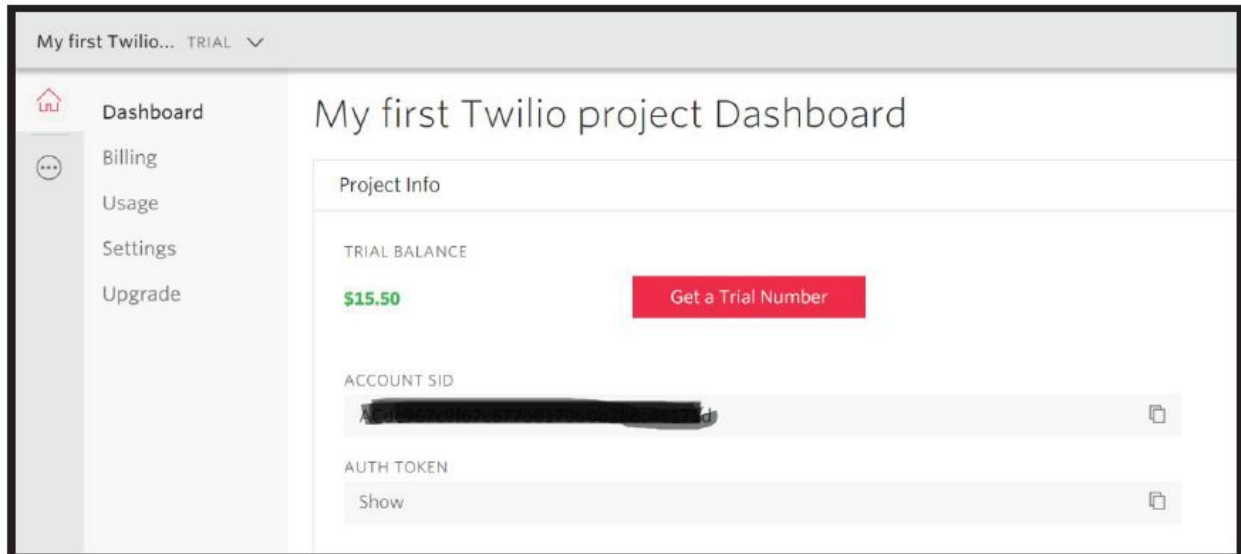 My first Twilio... TRIAL
Dashboard
Billing
Usage
Settings
Upgrade
My first Twilio project Dashboard
Project Info
TRIAL BALANCE
$15.50
Get a Trial Number
ACCOUNT SID
AUTH TOKEN
Show